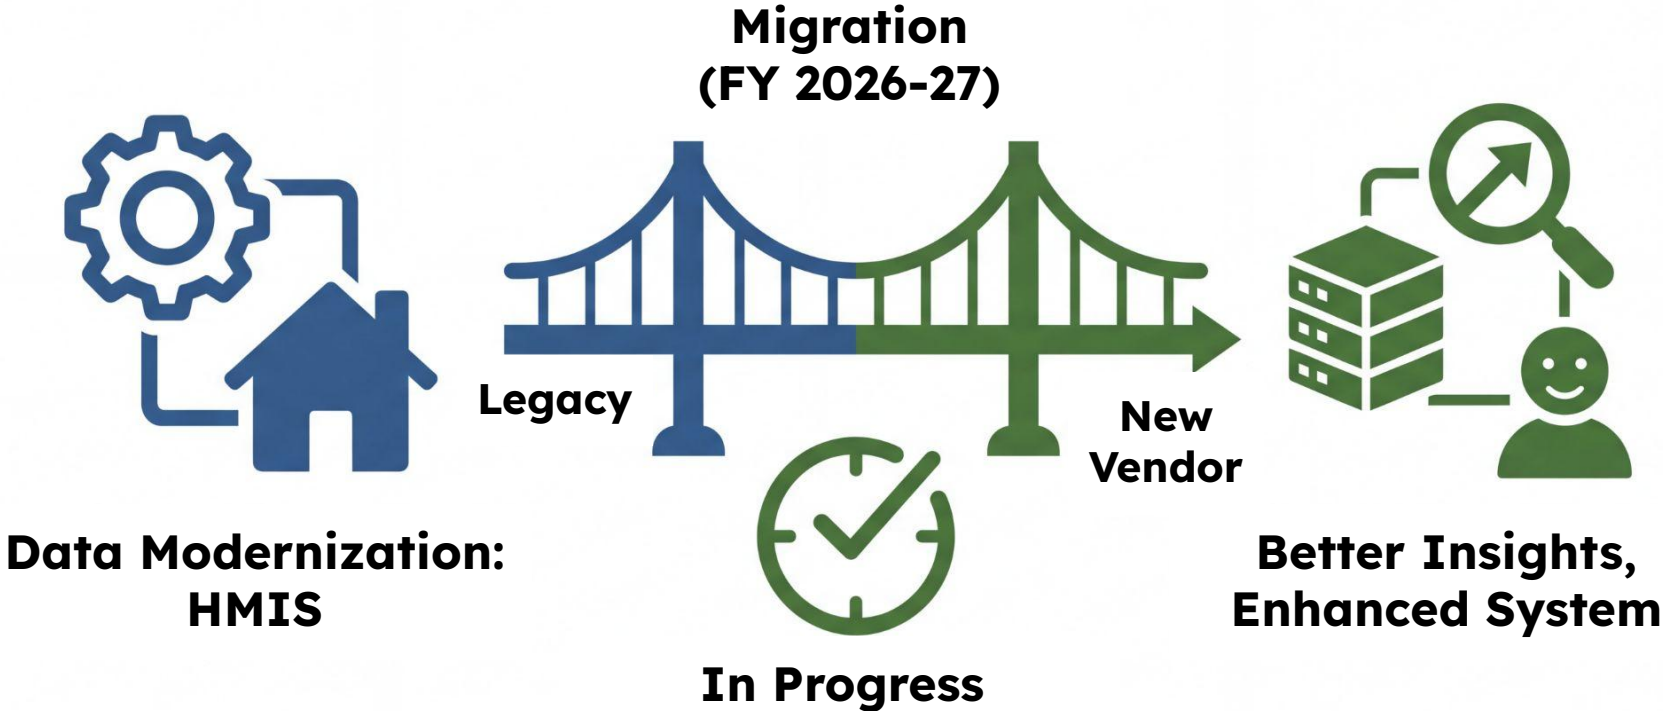 Migration
(FY 2026-27)
Legacy
New
Vendor
Data Modernization:
HMIS
Better Insights,
Enhanced System
In Progress